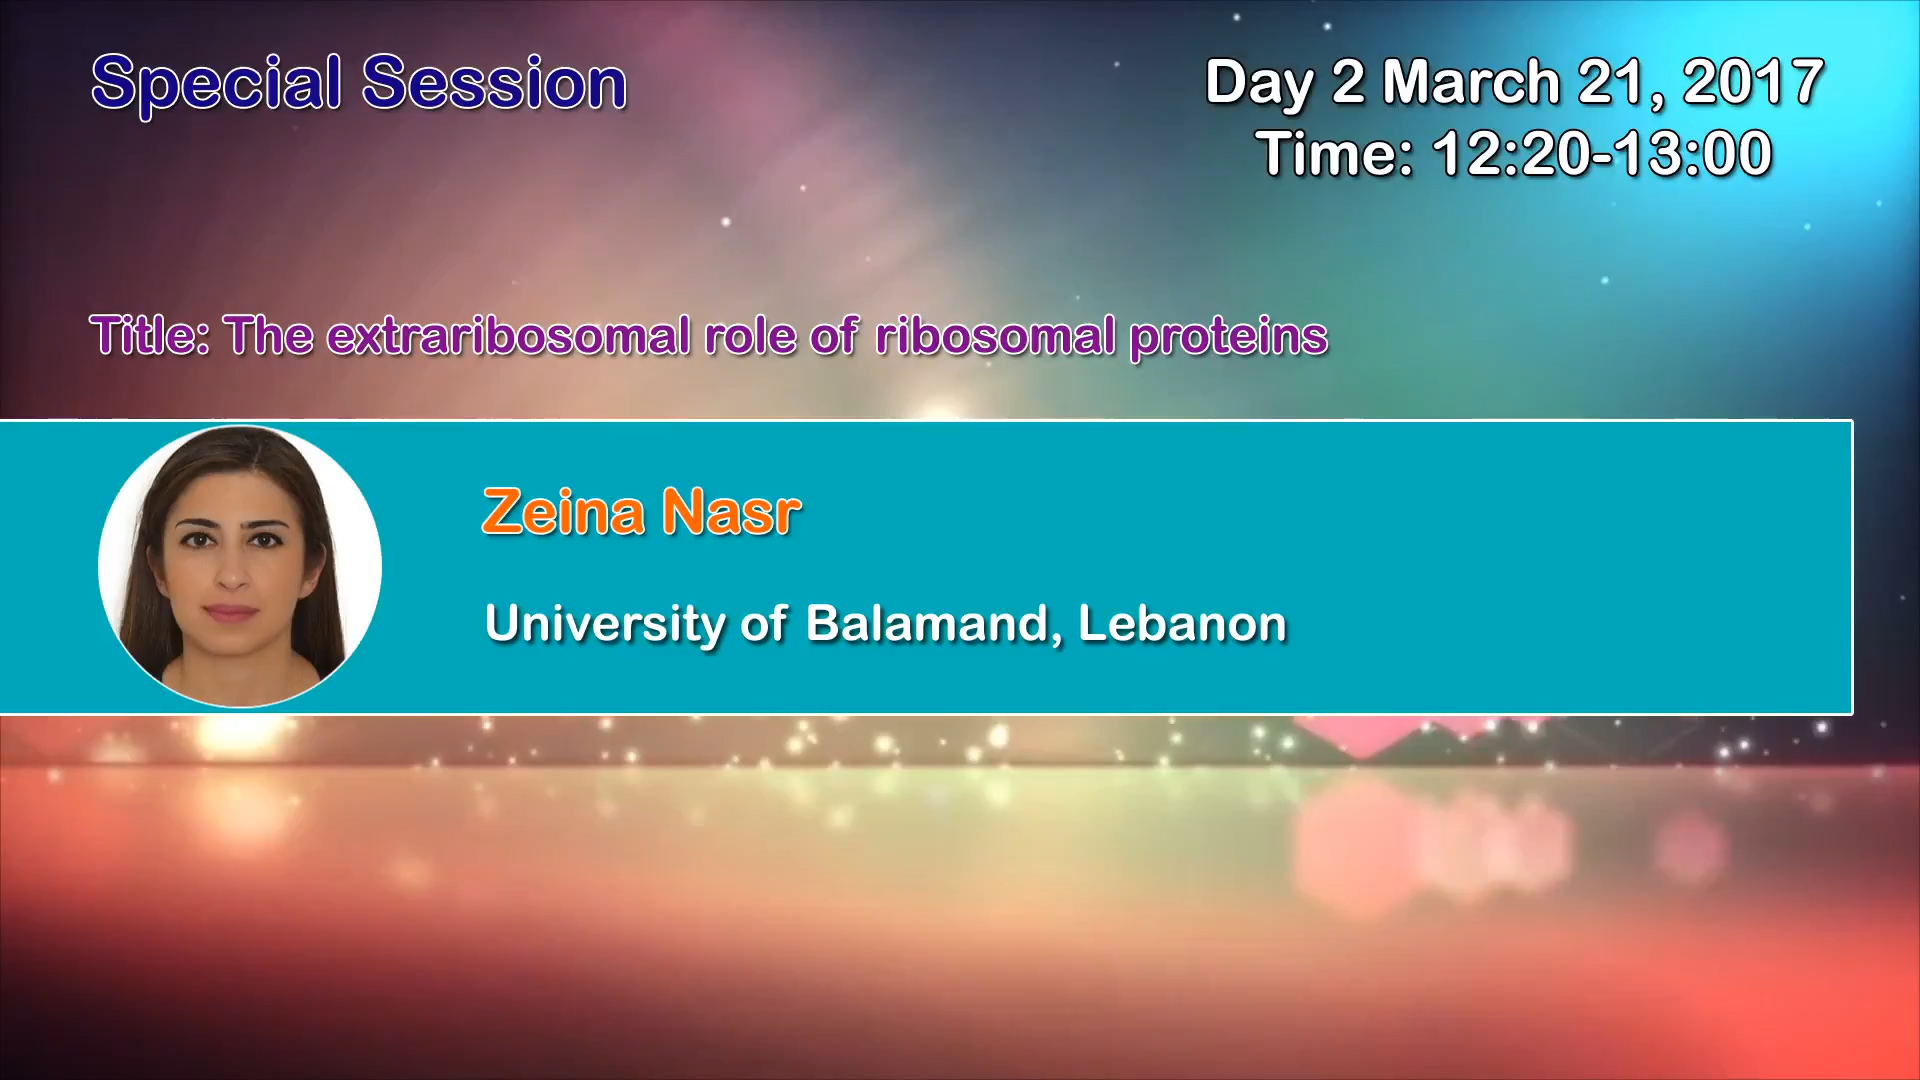 Special Session
Day 2 March 21, 2017
Time: 12:20-13:00
Title: The extraribosomal role of ribosomal proteins
Zeina Nasr
University of Balamand, Lebanon